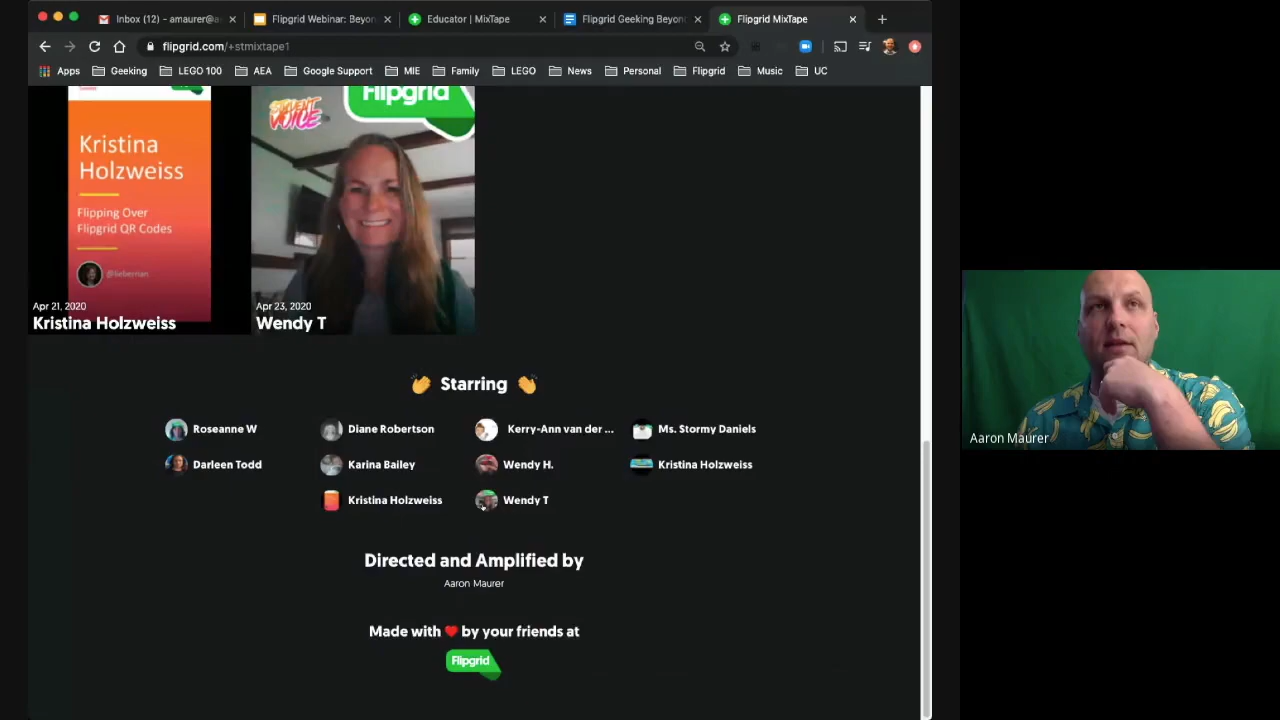 Inbox (12) - amaurer@a
Flipgrid Webinar: Beyon
Educator | MixTape
Flipgrid Geeking Beyon
Flipgrid MixTape
flipgrid.com/+stmixtape1
Apps Geeking LEGO 100 AEA Google Support MIE Family LEGO News Personal Flipgrid Music UC
Flipgrid
STUDENT
VOICE
Kristina
Holzweiss
Flipping Over
Flipgrid QR Codes
@lieberrian
Apr 21, 2020
Kristina Holzweiss
Apr 23, 2020
Wendy T
Starring
Roseanne W
Diane Robertson
Kerry-Ann van der ...
Ms. Stormy Daniels
Darleen Todd
Karina Bailey
Wendy H.
Kristina Holzweiss
Kristina Holzweiss
Wendy T
Directed and Amplified by
Aaron Maurer
Made with ❤ by your friends at
Flipgrid
Aaron Maurer